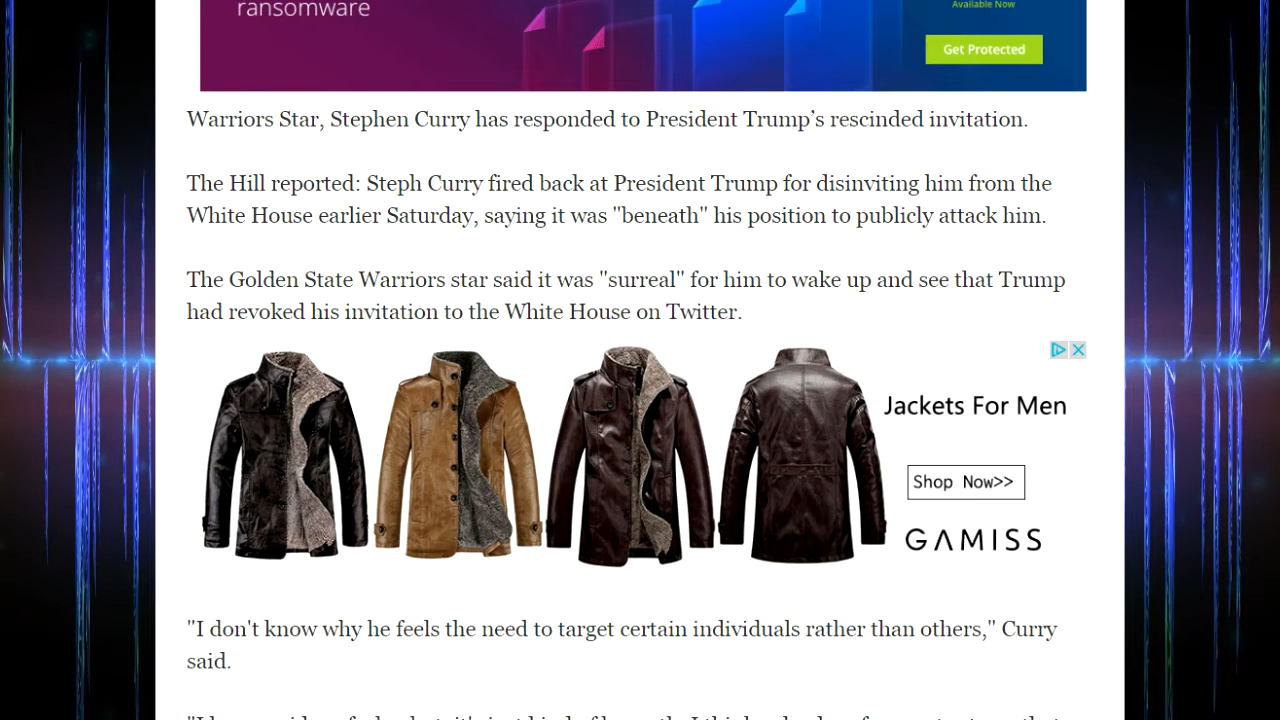 ransomware
Available Now
Get Protected
Warriors Star, Stephen Curry has responded to President Trump’s rescinded invitation.
The Hill reported: Steph Curry fired back at President Trump for disinviting him from the
White House earlier Saturday, saying it was "beneath" his position to publicly attack him.
The Golden State Warriors star said it was "surreal" for him to wake up and see that Trump
had revoked his invitation to the White House on Twitter.
Jackets For Men
Shop Now>>
GAMISS
"I don't know why he feels the need to target certain individuals rather than others," Curry
said.